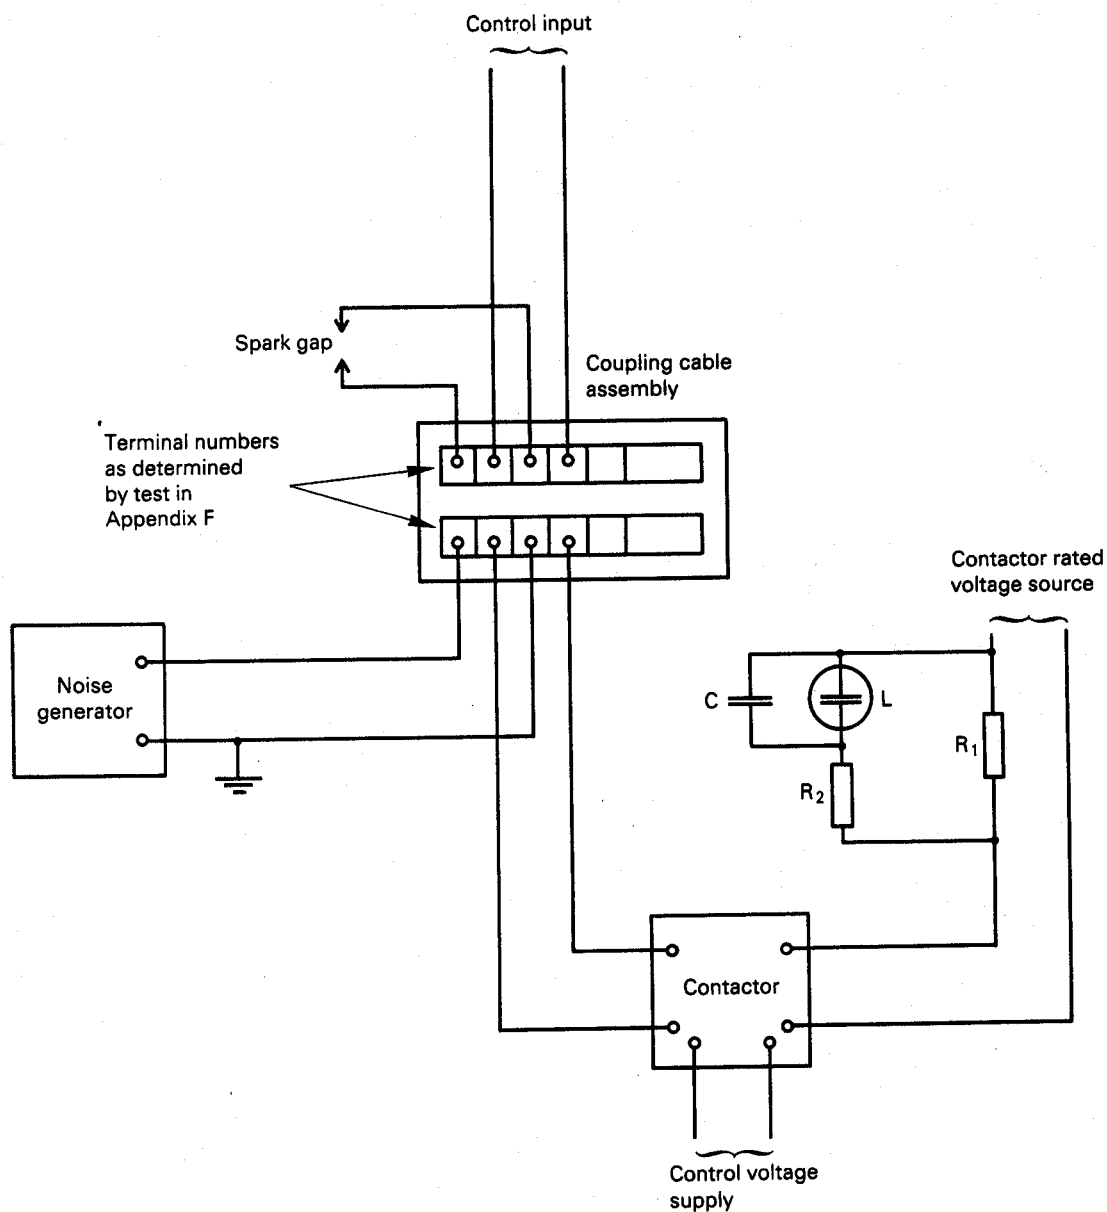 Control input
Spark gap
Coupling cable
assembly
Terminal numbers
as determined
by test in
Appendix F
Contactor rated
voltage source
Noise
generator
C
L
R1
R2
Contactor
Control voltage
supply